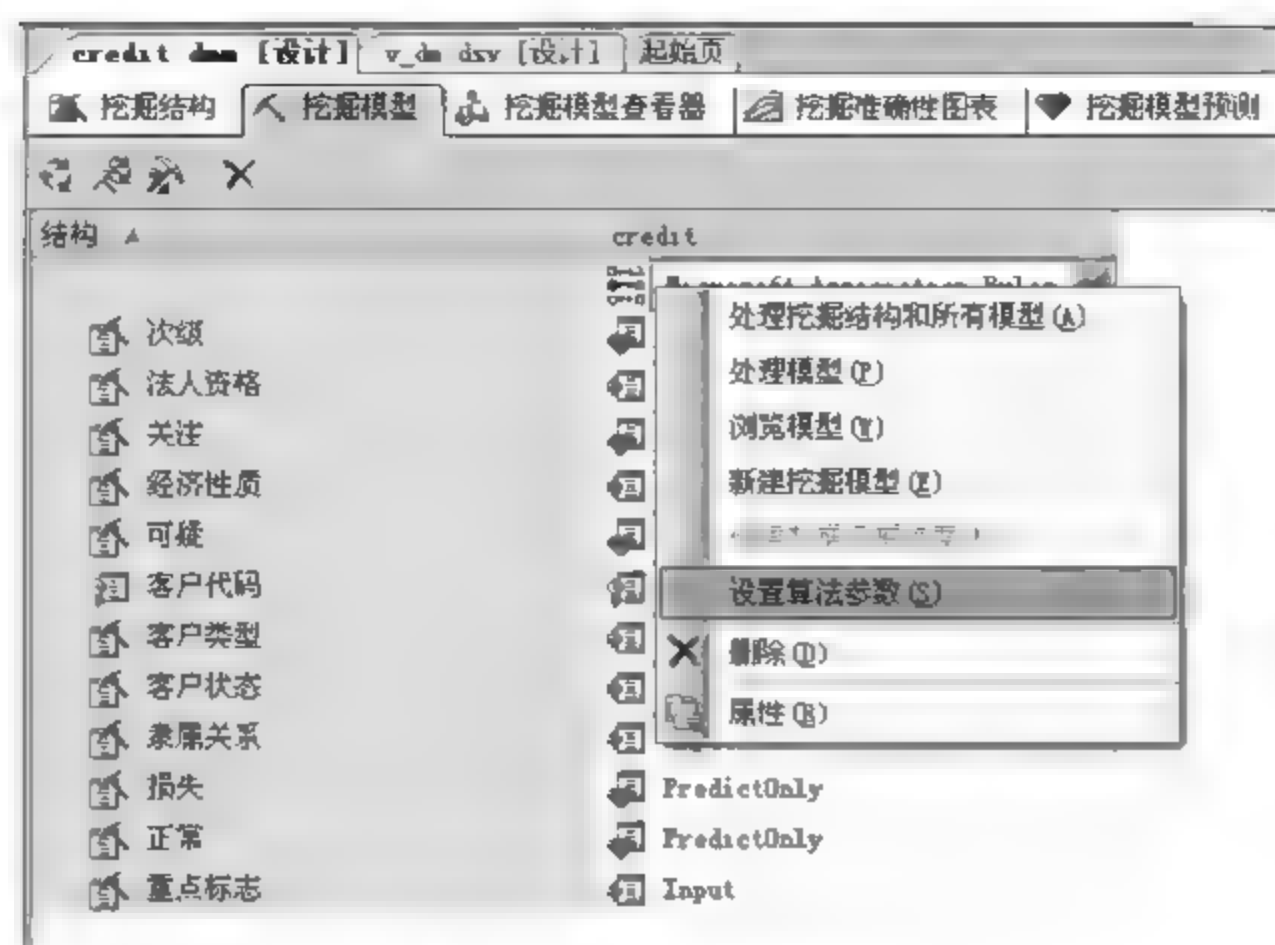 credit dmm [设计] v_dm dsv [设计] 起始页
挖掘结构 挖掘模型 挖掘模型查看器 挖掘准确性图表 挖掘模型预测
结构 credit
次级
处理挖掘结构和所有模型(A)
法人资格
处理模型(P)
关注
浏览模型
经济性质
新建挖掘模型
可疑
客户代码
设置算法参数(S)
客户类型
删除(D)
客户状态
属性(R)
隶属关系
损失 PredictOnly
正常 PredictOnly
重点标志 Input